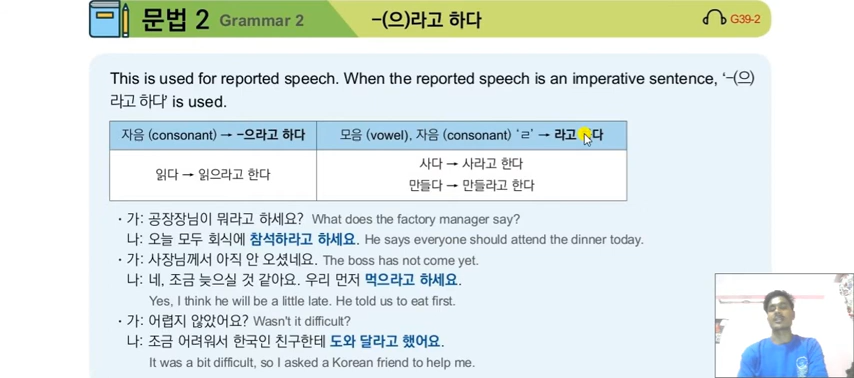 문법 2 Grammar 2 -(으)라고 하다 G39-2
This is used for reported speech. When the reported speech is an imperative sentence, ‘-(으)
라고 하다’ is used.
자음 (consonant) → -으라고 하다 모음 (vowel), 자음 (consonant) ‘ㄹ’ → 라고
읽다 → 읽으라고 한다 사다 → 사라고 한다
만들다 → 만들라고 한다
· 가: 공장장님이 뭐라고 하세요? What does the factory manager say?
나: 오늘 모두 회식에 참석하라고 하세요. He says everyone should attend the dinner today.
· 가: 사장님께서 아직 안 오셨네요. The boss has not come yet.
나: 네, 조금 늦으실 것 같아요. 우리 먼저 먹으라고 하세요.
Yes, I think he will be a little late. He told us to eat first.
· 가: 어렵지 않았어요? Wasn't it difficult?
나: 조금 어려워서 한국인 친구한테 도와 달라고 했어요.
It was a bit difficult, so I asked a Korean friend to help me.